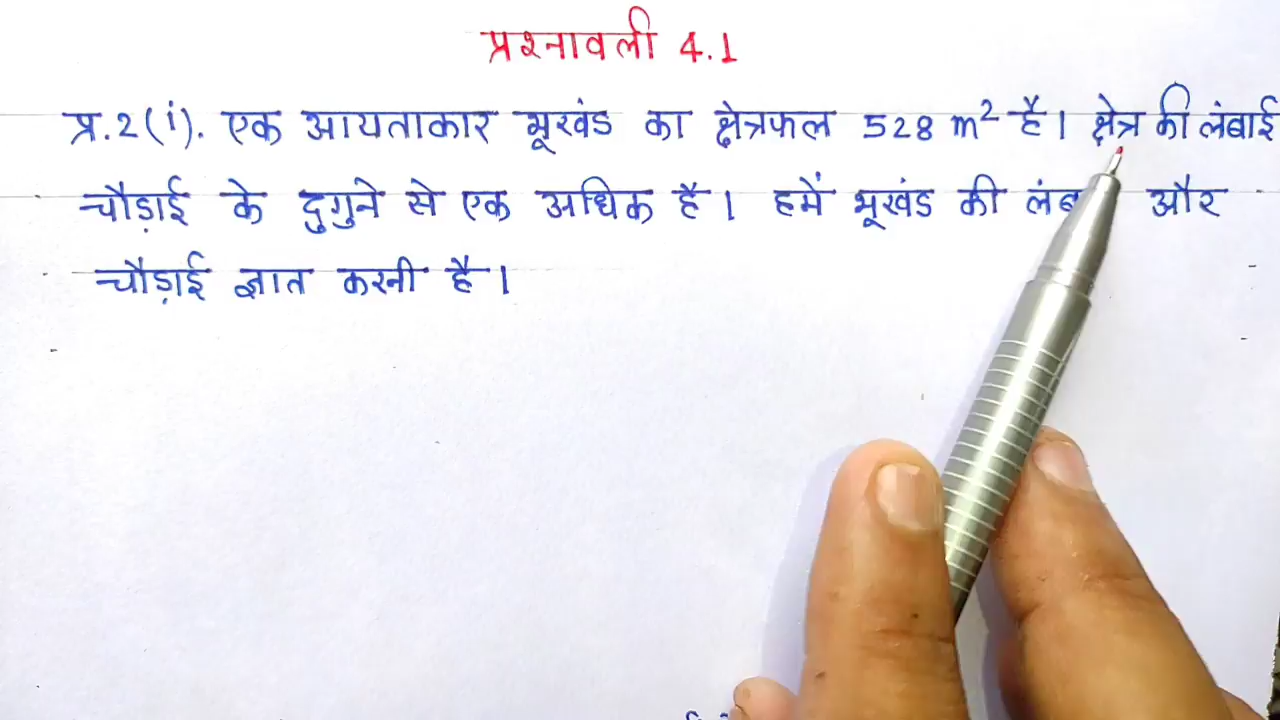 प्रश्नावली 4.1
प्र.2(i). एक आयताकार भूखंड का क्षेत्रफल 528 m² है। क्षेत्र की लंबाई
चौड़ाई के दुगुने से एक अधिक है। हमें भूखंड की और
चौड़ाई ज्ञात करनी है।